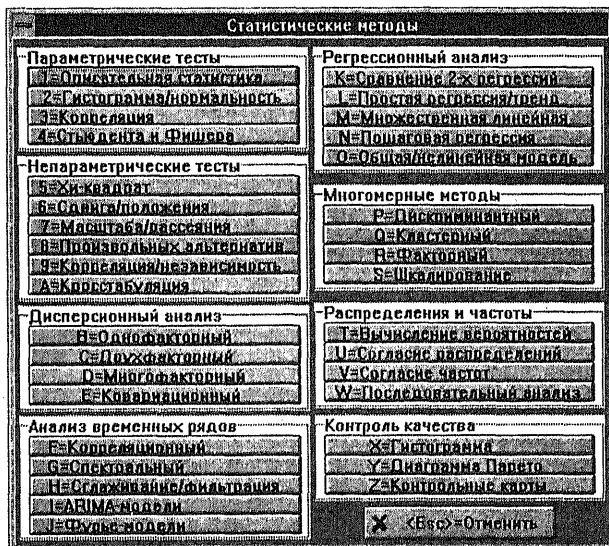 Статистические методы
Параметрические тесты
1=Описательная статистика
2=Гистограмма/нормальность
3=Корреляция
4=Стьюдента и Фишера
Непараметрические тесты
5=Хи-квадрат
6=Сдвига/положения
7=Масштаба/рассеяния
8=Произвольных альтернатив
9=Корреляция/независимость
A=Кросстабуляция
Дисперсионный анализ
B=Однофакторный
C=Двухфакторный
D=Многофакторный
E=Ковариационный
Анализ временных рядов
F=Корреляционный
G=Спектральный
H=Сглаживание/фильтрация
I=ARIMA-модели
J=Фурье-модели
Регрессионный анализ
K=Сравнение 2-х регрессий
L=Простая регрессия/тренд
M=Множественная линейная
N=Пошаговая регрессия
O=Общая/нелинейная модель
Многомерные методы
P=Дискриминантный
Q=Кластерный
R=Факторный
S=Шкалирование
Распределения и частоты
T=Вычисление вероятностей
U=Согласие распределений
V=Согласие частот
W=Последовательный анализ
Контроль качества
X=Гистограмма
Y=Диаграмма Парето
Z=Контрольные карты
<Esc>=Отменить